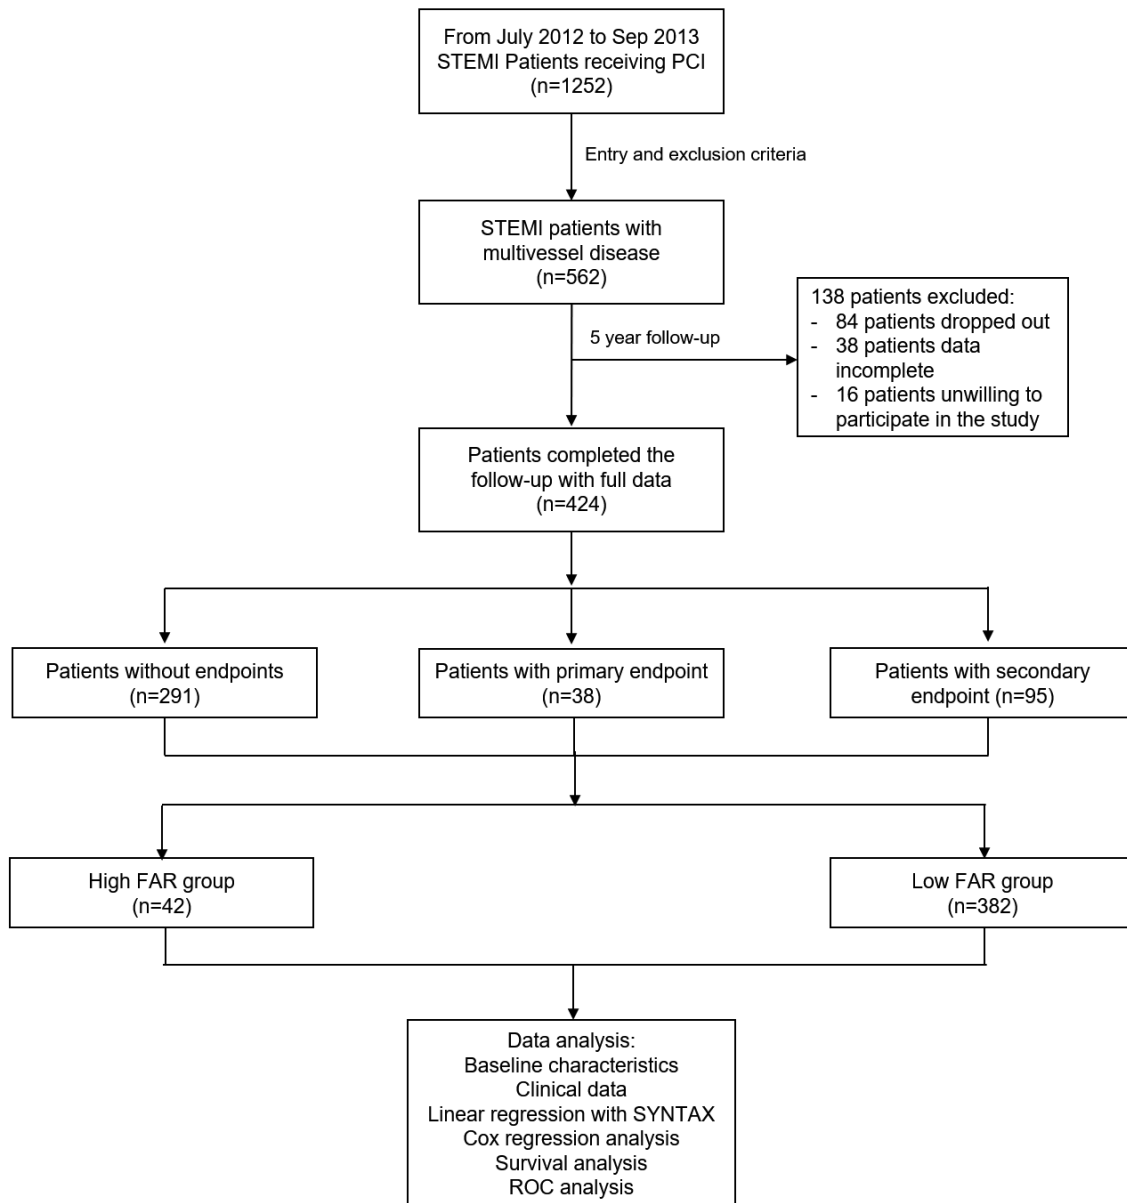 From July 2012 to Sep 2013
STEMI Patients receiving PCI
(n=1252)
Entry and exclusion criteria
STEMI patients with
multivessel disease
(n=562)
138 patients excluded:
- 84 patients dropped out
- 38 patients data
incomplete
- 16 patients unwilling to
participate in the study
5 year follow-up
Patients completed the
follow-up with full data
(n=424)
Patients without endpoints
(n=291)
Patients with primary endpoint
(n=38)
Patients with secondary
endpoint (n=95)
High FAR group
(n=42)
Low FAR group
(n=382)
Data analysis:
Baseline characteristics
Clinical data
Linear regression with SYNTAX
Cox regression analysis
Survival analysis
ROC analysis